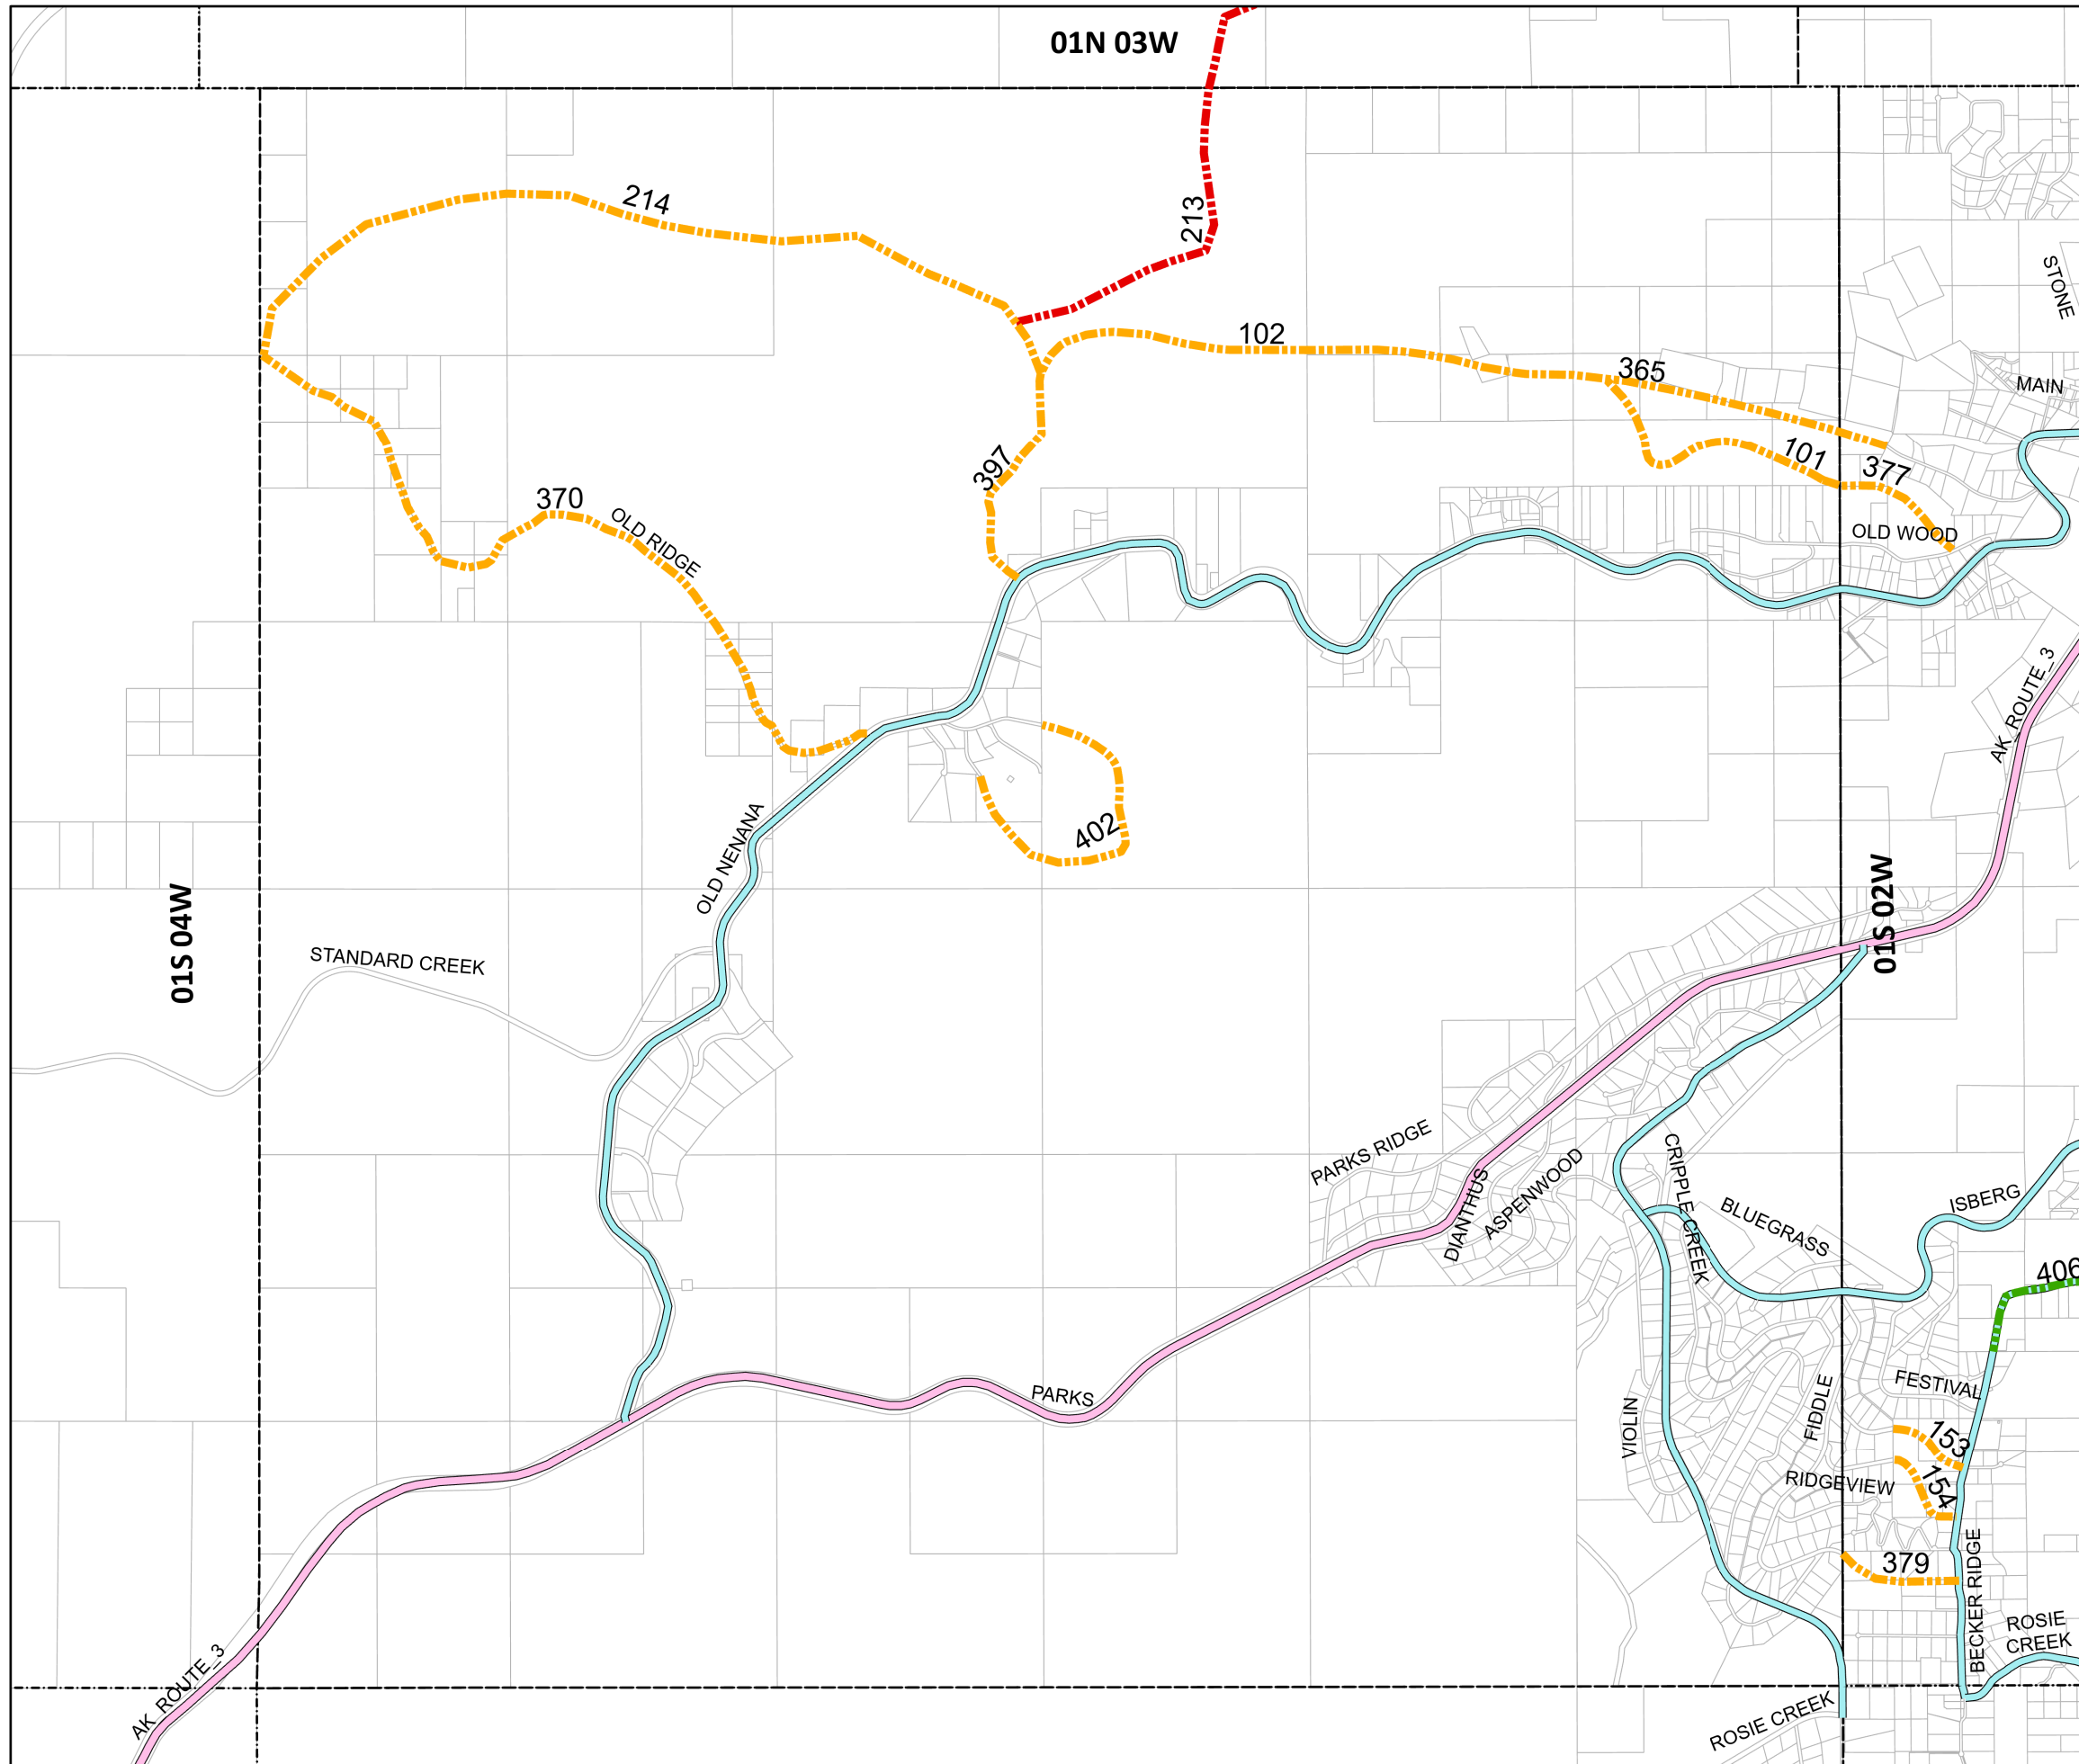 01N 03W
214
213
STONE
102
365
MAIN
397
101
377
370
OLD RIDGE
OLD WOOD
AK_ROUTE_3
402
OLD NENANA
01S 04W
01S 02W
STANDARD CREEK
PARKS RIDGE
CRIPPLE CREEK
ASPENWOOD
DIANTHUS
BLUEGRASS
ISBERG
406
PARKS
FESTIVAL
FIDDLE
VIOLIN
153
RIDGEVIEW
154
379
BECKER RIDGE
ROSIE
CREEK
AK_ROUTE_3
ROSIE CREEK